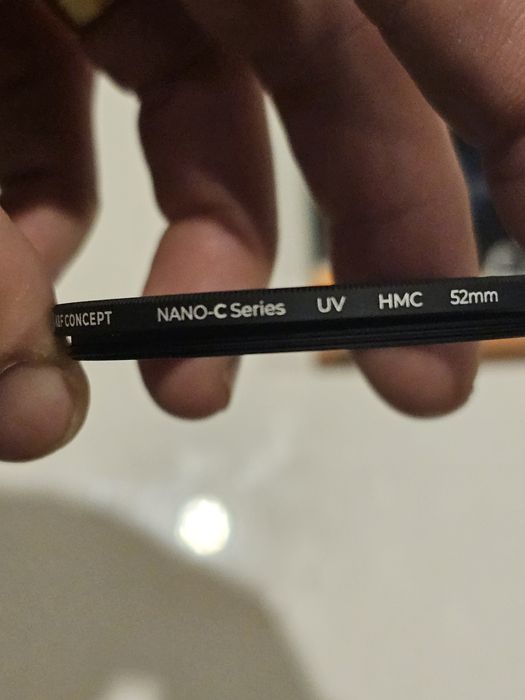 K&F CONCEPT NANO-C Series UV HMC 52mm